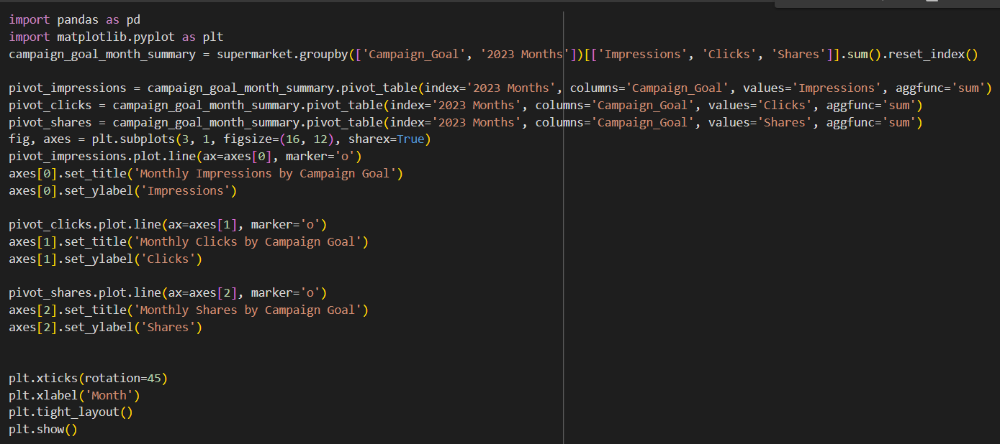 import pandas as pd
import matplotlib.pyplot as plt
campaign_goal_month_summary = supermarket.groupby(['Campaign_Goal', '2023 Months'])[['Impressions', 'Clicks', 'Shares']].sum().reset_index()
pivot_impressions = campaign_goal_month_summary.pivot_table(index='2023 Months', columns='Campaign_Goal', values='Impressions', aggfunc='sum')
pivot_clicks = campaign_goal_month_summary.pivot_table(index='2023 Months', columns='Campaign_Goal', values='Clicks', aggfunc='sum')
pivot_shares = campaign_goal_month_summary.pivot_table(index='2023 Months', columns='Campaign_Goal', values='Shares', aggfunc='sum')
fig, axes = plt.subplots(3, 1, figsize=(16, 12), sharex=True)
pivot_impressions.plot.line(ax=axes[0], marker='o')
axes[0].set_title('Monthly Impressions by Campaign Goal')
axes[0].set_ylabel('Impressions')
pivot_clicks.plot.line(ax=axes[1], marker='o')
axes[1].set_title('Monthly Clicks by Campaign Goal')
axes[1].set_ylabel('Clicks')
pivot_shares.plot.line(ax=axes[2], marker='o')
axes[2].set_title('Monthly Shares by Campaign Goal')
axes[2].set_ylabel('Shares')
plt.xticks(rotation=45)
plt.xlabel('Month')
plt.tight_layout()
plt.show()